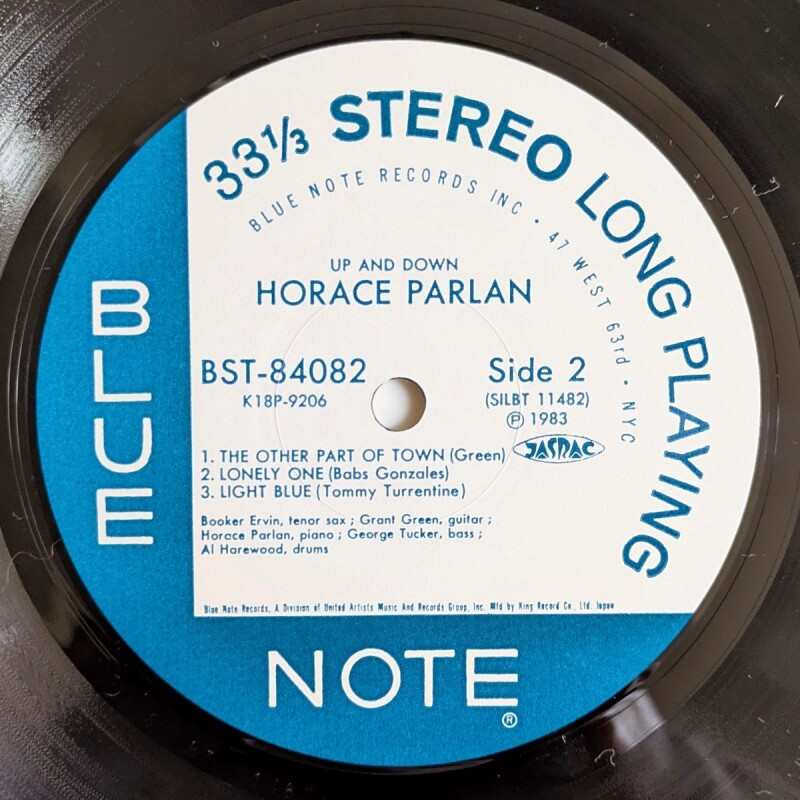 33⅓ STEREO LONG PLAYING
BLUE NOTE RECORDS INC • 47 WEST 63rd • NYC
UP AND DOWN
HORACE PARLAN
BST-84082
K18P-9206
Side 2
(SILBT 11482)
Ⓟ 1983
JASRAC
1. THE OTHER PART OF TOWN (Green)
2. LONELY ONE (Babs Gonzales)
3. LIGHT BLUE (Tommy Turrentine)
Booker Ervin, tenor sax ; Grant Green, guitar ;
Horace Parlan, piano ; George Tucker, bass ;
Al Harewood, drums
Blue Note Records, A Division of United Artists Music And Records Group, Inc. Mfd by King Record Co., Ltd. Japan
BLUE
NOTE
®